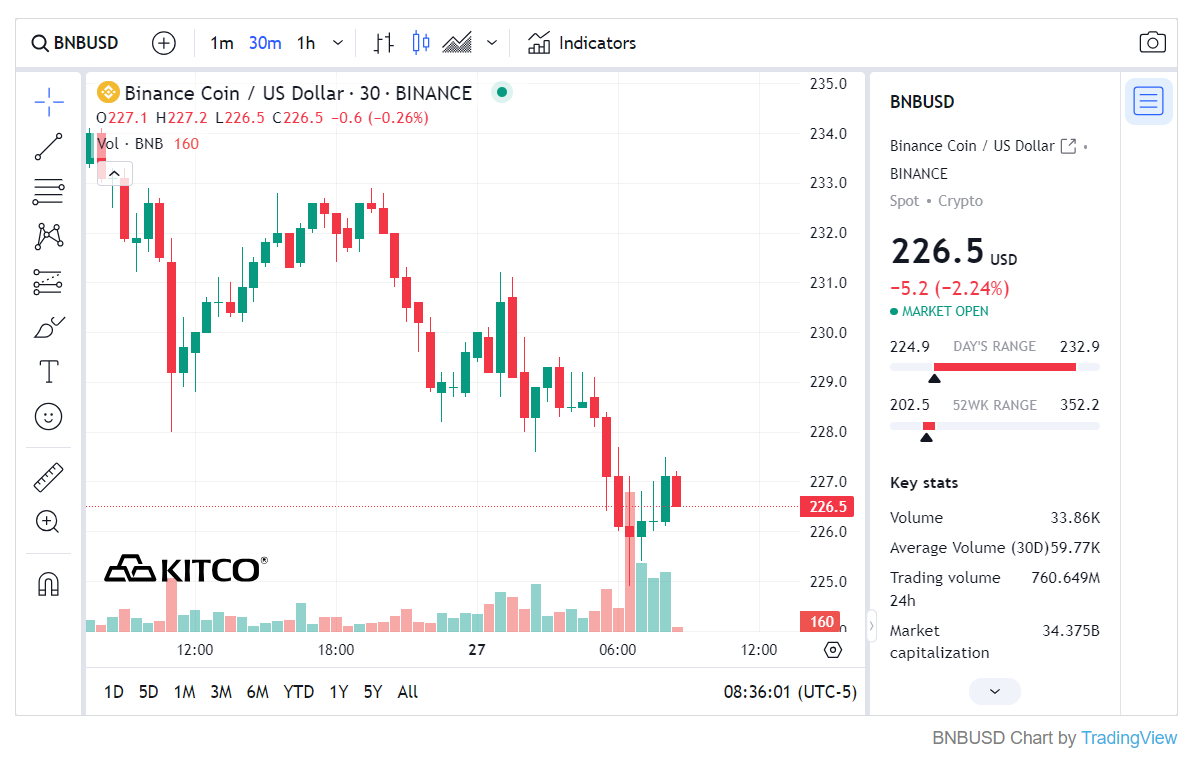 BNBUSD 1m 30m 1h Indicators
Binance Coin / US Dollar · 30 · BINANCE
O227.1 H227.2 L226.5 C226.5 −0.6 (−0.26%)
Vol · BNB 160
235.0
234.0
233.0
232.0
231.0
230.0
229.0
228.0
227.0
226.5
226.0
225.0
160
KITCO®
12:00 18:00 27 06:00 12:00
1D 5D 1M 3M 6M YTD 1Y 5Y All 08:36:01 (UTC-5)
BNBUSD
Binance Coin / US Dollar •
BINANCE
Spot • Crypto
226.5 USD
−5.2 (−2.24%)
MARKET OPEN
224.9 DAY'S RANGE 232.9
202.5 52WK RANGE 352.2
Key stats
Volume 33.86K
Average Volume (30D) 59.77K
Trading volume 760.649M
24h
Market 34.375B
capitalization
BNBUSD Chart by TradingView